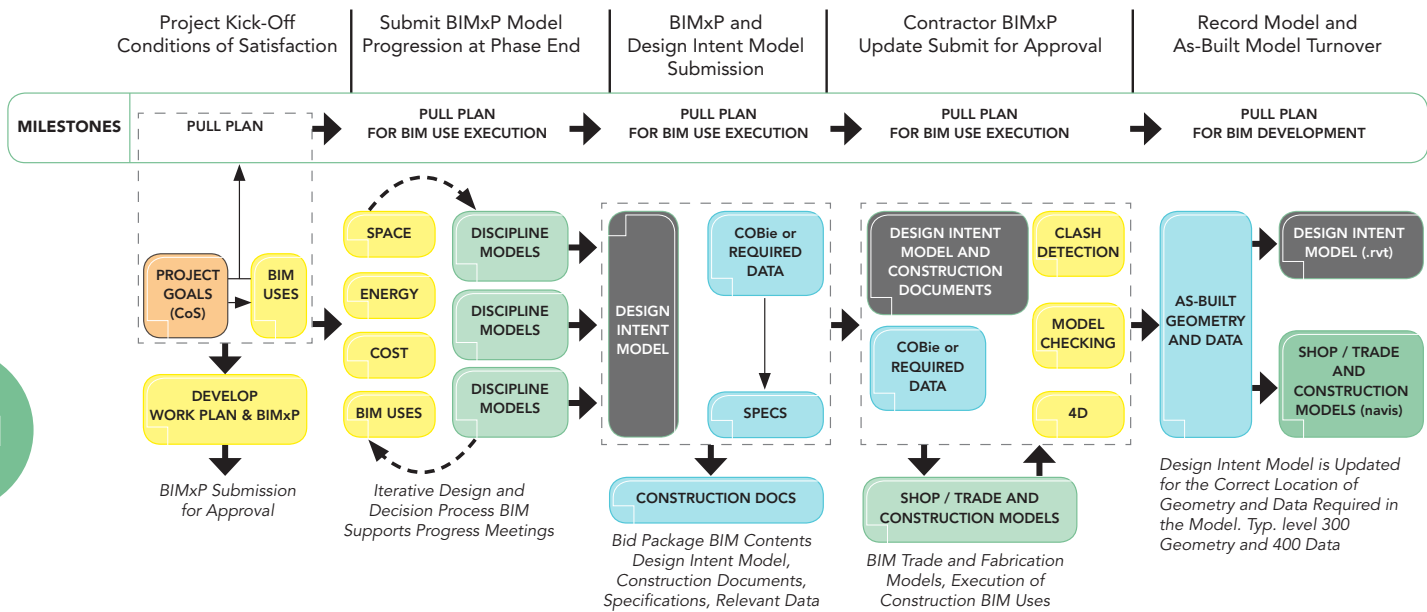 Project Kick-Off
Conditions of Satisfaction
Submit BIMxP Model
Progression at Phase End
BIMxP and
Design Intent Model
Submission
Contractor BIMxP
Update Submit for Approval
Record Model and
As-Built Model Turnover
MILESTONES
PULL PLAN
PULL PLAN
FOR BIM USE EXECUTION
PULL PLAN
FOR BIM USE EXECUTION
PULL PLAN
FOR BIM USE EXECUTION
PULL PLAN
FOR BIM DEVELOPMENT
PROJECT
GOALS
(CoS)
BIM
USES
DEVELOP
WORK PLAN & BIMxP
BIMxP Submission
for Approval
SPACE
ENERGY
COST
BIM USES
DISCIPLINE
MODELS
DISCIPLINE
MODELS
DISCIPLINE
MODELS
Iterative Design and
Decision Process BIM
Supports Progress Meetings
DESIGN
INTENT
MODEL
COBie or
REQUIRED
DATA
SPECS
CONSTRUCTION DOCS
Bid Package BIM Contents
Design Intent Model,
Construction Documents,
Specifications, Relevant Data
DESIGN INTENT
MODEL AND
CONSTRUCTION
DOCUMENTS
COBie or
REQUIRED
DATA
CLASH
DETECTION
MODEL
CHECKING
4D
SHOP / TRADE AND
CONSTRUCTION MODELS
BIM Trade and Fabrication
Models, Execution of
Construction BIM Uses
AS-BUILT
GEOMETRY
AND DATA
DESIGN INTENT
MODEL (.rvt)
SHOP / TRADE
AND
CONSTRUCTION
MODELS (navis)
Design Intent Model is Updated
for the Correct Location of
Geometry and Data Required in
the Model. Typ. level 300
Geometry and 400 Data